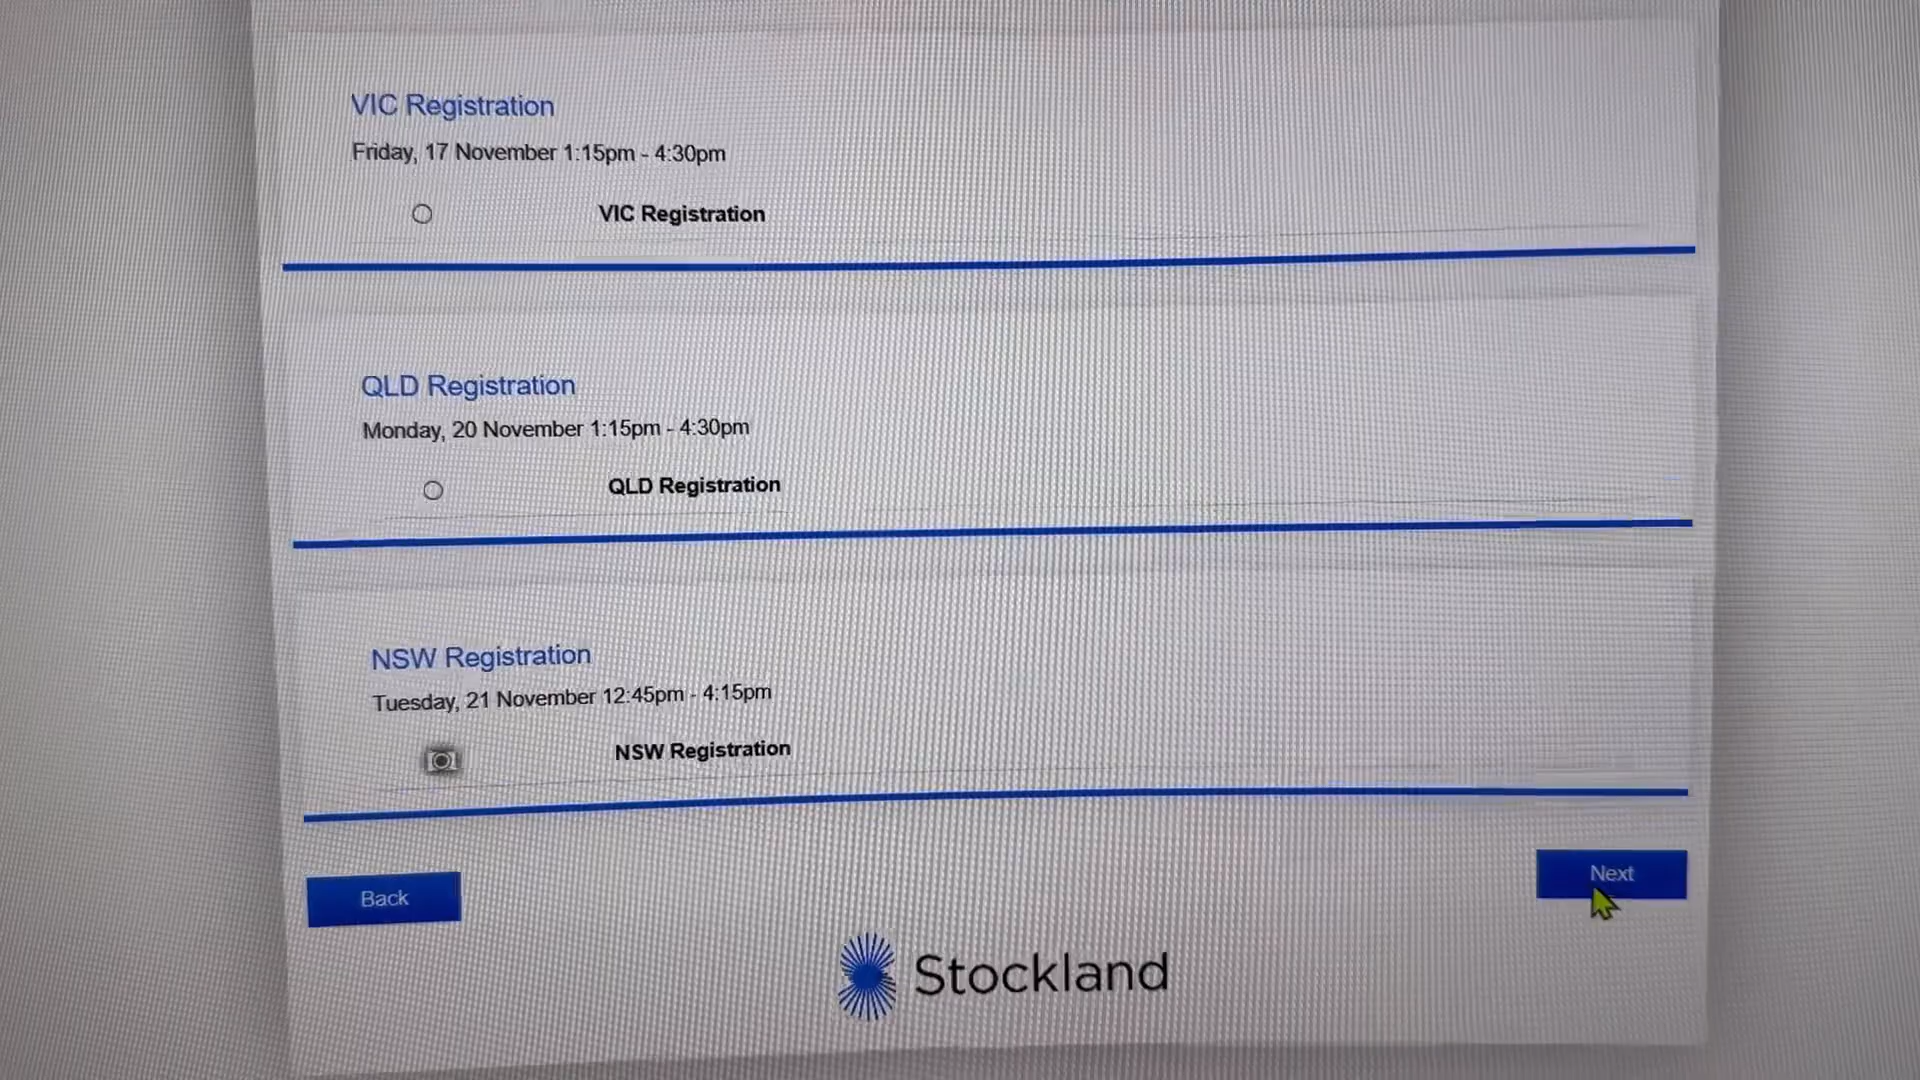 VIC Registration
Friday, 17 November 1:15pm - 4:30pm
VIC Registration
QLD Registration
Monday, 20 November 1:15pm - 4:30pm
QLD Registration
NSW Registration
Tuesday, 21 November 12:45pm - 4:15pm
NSW Registration
Back
Next
Stockland